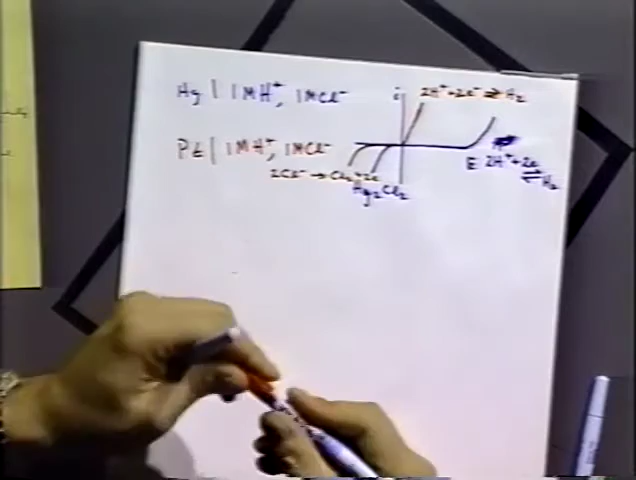 Hg | 1M H⁺, 1M Cl⁻
i
2H⁺ + 2e ⇌ H₂
Pt | 1M H⁺, 1M Cl⁻
E
2H⁺ + 2e
⇌ H₂
2Cl⁻ → Cl₂ + 2e
Hg₂Cl₂